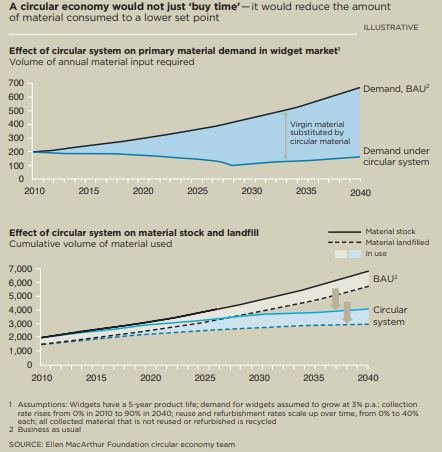 A circular economy would not just ‘buy time’—it would reduce the amount
of material consumed to a lower set point
ILLUSTRATIVE
Effect of circular system on primary material demand in widget market¹
Volume of annual material input required
700
600
500
400
300
200
100
0
Demand, BAU²
Virgin material
substituted by
circular material
Demand under
circular system
2010 2015 2020 2025 2030 2035 2040
Effect of circular system on material stock and landfill
Cumulative volume of material used
Material stock
Material landfilled
In use
7,000
6,000
5,000
4,000
3,000
2,000
1,000
0
BAU²
Circular
system
2010 2015 2020 2025 2030 2035 2040
1 Assumptions: Widgets have a 5-year product life; demand for widgets assumed to grow at 3% p.a.; collection
rate rises from 0% in 2010 to 90% in 2040; reuse and refurbishment rates scale up over time, from 0% to 40%
each; all collected material that is not reused or refurbished is recycled
2 Business as usual
SOURCE: Ellen MacArthur Foundation circular economy team